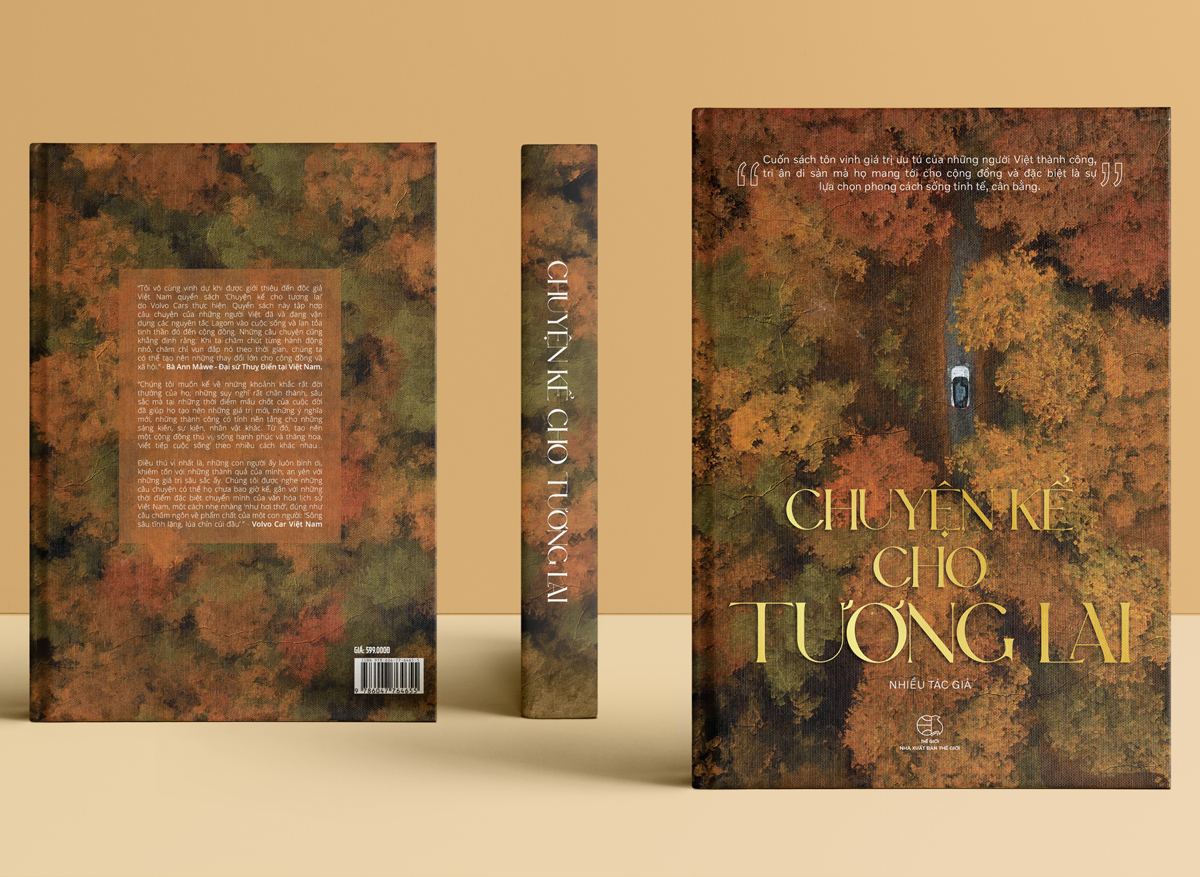 "Tôi vô cùng vinh dự khi được giới thiệu đến độc giả
Việt Nam quyển sách 'Chuyện kể cho tương lai'
do Volvo Cars thực hiện. Quyển sách này tập hợp
câu chuyện của những người Việt đã và đang vận
dụng các nguyên tắc Lagom vào cuộc sống và lan tỏa
tinh thần đó đến cộng đồng. Những câu chuyện cũng
khẳng định rằng: Khi ta chăm chút từng hành động
nhỏ, chăm chỉ vun đắp nó theo thời gian, chúng ta
có thể tạo nên những thay đổi lớn cho cộng đồng và
xã hội." - Bà Ann Måwe - Đại sứ Thuỵ Điển tại Việt Nam.
"Chúng tôi muốn kể về những khoảnh khắc rất đời
thường của họ, những suy nghĩ rất chân thành, sâu
sắc mà tại những thời điểm mấu chốt của cuộc đời
đã giúp họ tạo nên những giá trị mới, những ý nghĩa
mới, những thành công có tính nền tảng cho những
sáng kiến, sự kiện, nhân vật khác. Từ đó, tạo nên
một cộng đồng thú vị, sống hạnh phúc và thăng hoa,
'viết tiếp cuộc sống' theo nhiều cách khác nhau...
Điều thú vị nhất là, những con người ấy luôn bình dị,
khiêm tốn với những thành quả của mình, an yên với
những giá trị sâu sắc ấy. Chúng tôi được nghe những
câu chuyện có thể họ chưa bao giờ kể, gắn với những
thời điểm đặc biệt chuyển mình của văn hóa lịch sử
Việt Nam, một cách nhẹ nhàng 'như hơi thở', đúng như
câu châm ngôn về phẩm chất của một con người: 'Sông
sâu tĩnh lặng, lúa chín cúi đầu'." - Volvo Car Việt Nam
GIÁ: 599.000Đ
9 786047 764655
CHUYỆN KỂ CHO TƯƠNG LAI
"Cuốn sách tôn vinh giá trị ưu tú của những người Việt thành công,
tri ân di sản mà họ mang tới cho cộng đồng và đặc biệt là sự
lựa chọn phong cách sống tinh tế, cân bằng."
CHUYỆN KỂ
CHO
TƯƠNG LAI
NHIỀU TÁC GIẢ
THẾ GIỚI
NHÀ XUẤT BẢN THẾ GIỚI